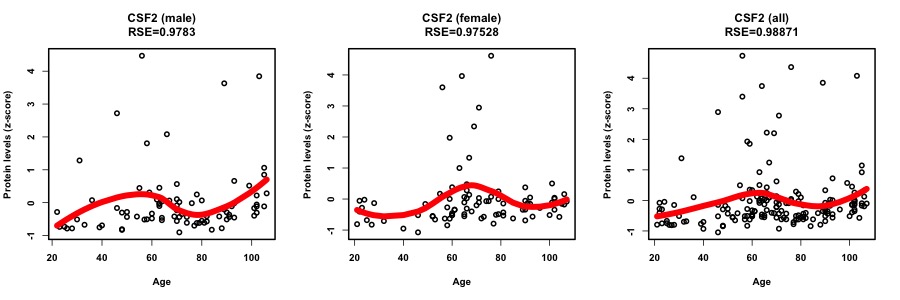 CSF2 (male)
RSE=0.9783
Protein levels (z-score)
4
3
2
1
0
-1
20 40 60 80 100
Age
CSF2 (female)
RSE=0.97528
Protein levels (z-score)
4
3
2
1
0
-1
20 40 60 80 100
Age
CSF2 (all)
RSE=0.98871
Protein levels (z-score)
4
3
2
1
0
-1
20 40 60 80 100
Age